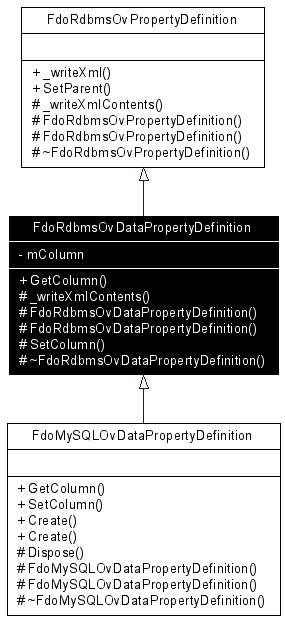 FdoRdbmsOvPropertyDefinition
+ _writeXml()
+ SetParent()
# _writeXmlContents()
# FdoRdbmsOvPropertyDefinition()
# FdoRdbmsOvPropertyDefinition()
# ~FdoRdbmsOvPropertyDefinition()
FdoRdbmsOvDataPropertyDefinition
- mColumn
+ GetColumn()
# _writeXmlContents()
# FdoRdbmsOvDataPropertyDefinition()
# FdoRdbmsOvDataPropertyDefinition()
# SetColumn()
# ~FdoRdbmsOvDataPropertyDefinition()
FdoMySQLOvDataPropertyDefinition
+ GetColumn()
+ SetColumn()
+ Create()
+ Create()
# Dispose()
# FdoMySQLOvDataPropertyDefinition()
# FdoMySQLOvDataPropertyDefinition()
# ~FdoMySQLOvDataPropertyDefinition()